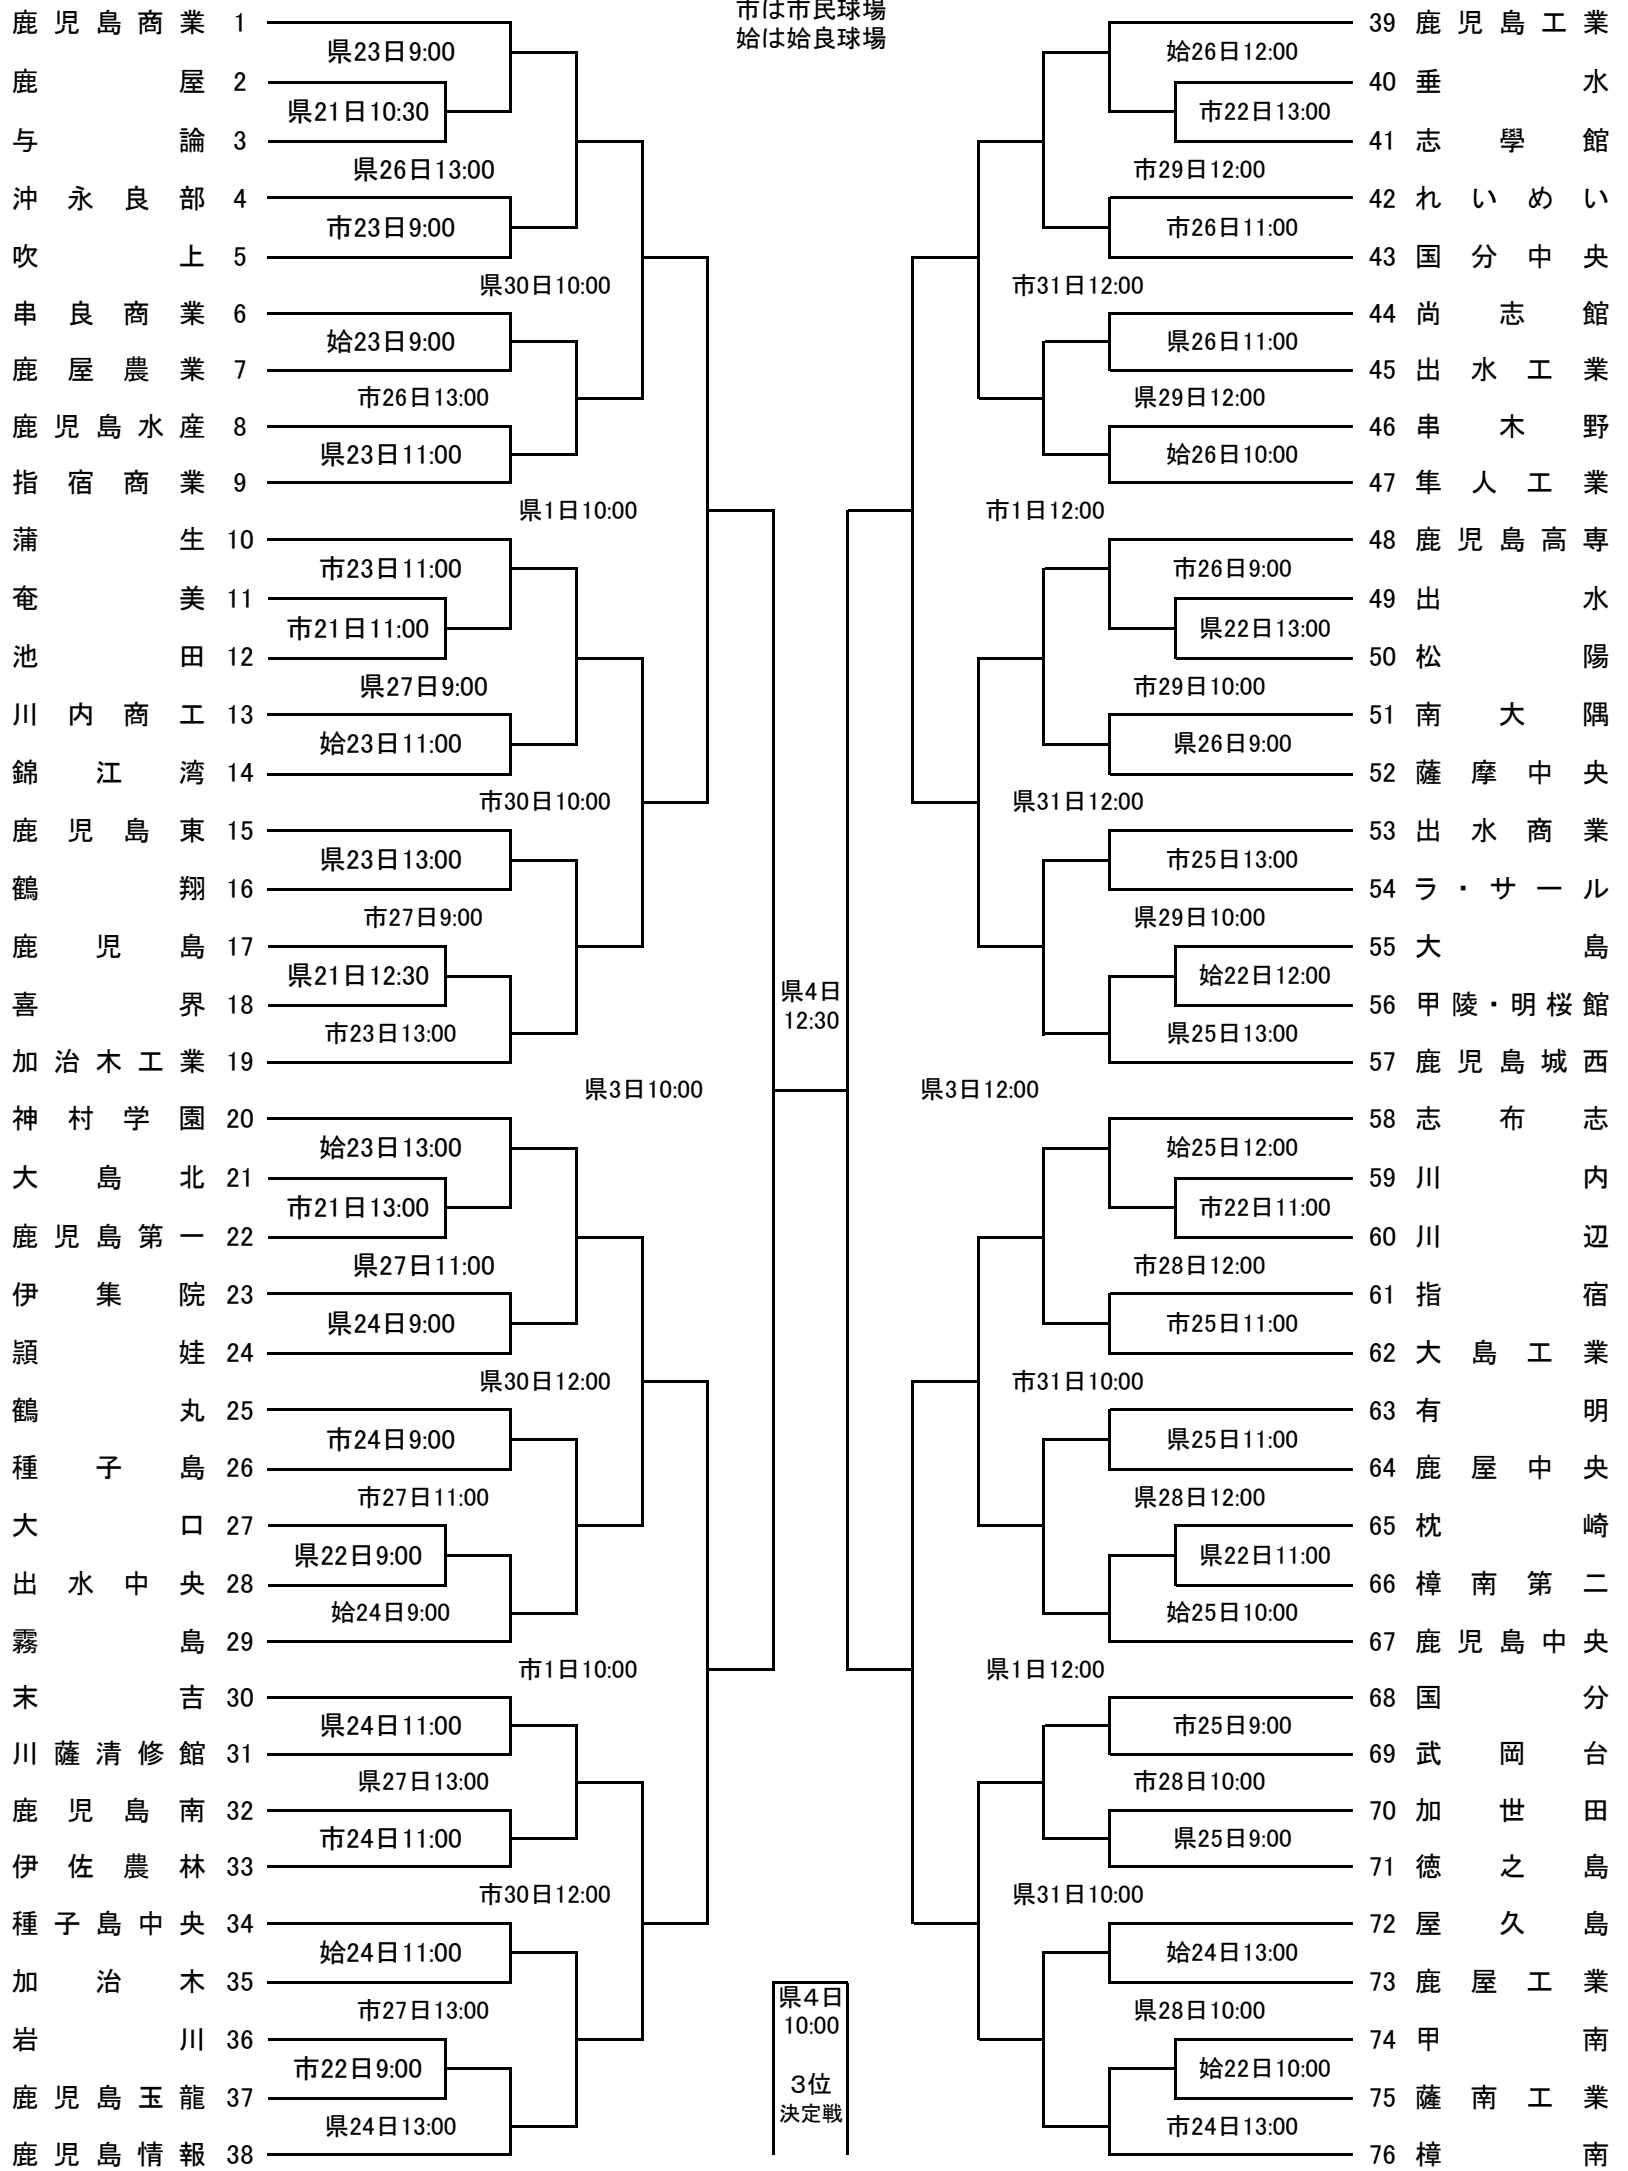 市は市民球場
姶は姶良球場
鹿児島商業 1
県23日9:00
鹿屋 2
県21日10:30
与論 3
県26日13:00
沖永良部 4
市23日9:00
吹上 5
県30日10:00
串良商業 6
姶23日9:00
鹿屋農業 7
市26日13:00
鹿児島水産 8
県23日11:00
指宿商業 9
県1日10:00
蒲生 10
市23日11:00
奄美 11
市21日11:00
池田 12
県27日9:00
川内商工 13
姶23日11:00
錦江湾 14
市30日10:00
鹿児島東 15
県23日13:00
鶴翔 16
市27日9:00
鹿児島 17
県21日12:30
喜界 18
市23日13:00
加治木工業 19
県3日10:00
神村学園 20
姶23日13:00
大島北 21
市21日13:00
鹿児島第一 22
県27日11:00
伊集院 23
県24日9:00
頴娃 24
県30日12:00
鶴丸 25
市24日9:00
種子島 26
市27日11:00
大口 27
県22日9:00
出水中央 28
姶24日9:00
霧島 29
市1日10:00
末吉 30
県24日11:00
川薩清修館 31
県27日13:00
鹿児島南 32
市24日11:00
伊佐農林 33
市30日12:00
種子島中央 34
姶24日11:00
加治木 35
市27日13:00
岩川 36
市22日9:00
鹿児島玉龍 37
県24日13:00
鹿児島情報 38
県4日
12:30
県4日
10:00
3位
決定戦
39 鹿児島工業
姶26日12:00
40 垂水
市22日13:00
41 志學館
市29日12:00
42 れいめい
市26日11:00
43 国分中央
市31日12:00
44 尚志館
県26日11:00
45 出水工業
県29日12:00
46 串木野
姶26日10:00
47 隼人工業
市1日12:00
48 鹿児島高専
市26日9:00
49 出水
県22日13:00
50 松陽
市29日10:00
51 南大隅
県26日9:00
52 薩摩中央
県31日12:00
53 出水商業
市25日13:00
54 ラ・サール
県29日10:00
55 大島
姶22日12:00
56 甲陵・明桜館
県25日13:00
57 鹿児島城西
県3日12:00
58 志布志
姶25日12:00
59 川内
市22日11:00
60 川辺
市28日12:00
61 指宿
市25日11:00
62 大島工業
市31日10:00
63 有明
県25日11:00
64 鹿屋中央
県28日12:00
65 枕崎
県22日11:00
66 樟南第二
姶25日10:00
67 鹿児島中央
県1日12:00
68 国分
市25日9:00
69 武岡台
市28日10:00
70 加世田
県25日9:00
71 徳之島
県31日10:00
72 屋久島
姶24日13:00
73 鹿屋工業
県28日10:00
74 甲南
姶22日10:00
75 薩南工業
市24日13:00
76 樟南